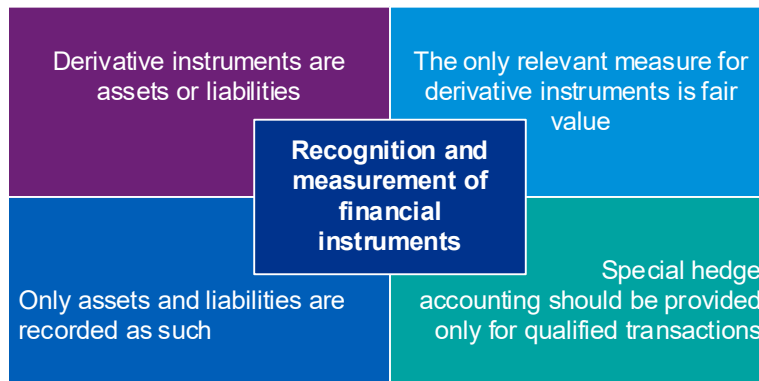 Derivative instruments are
assets or liabilities
The only relevant measure for
derivative instruments is fair
value
Recognition and
measurement of
financial
instruments
Only assets and liabilities are
recorded as such
Special hedge
accounting should be provided
only for qualified transactions